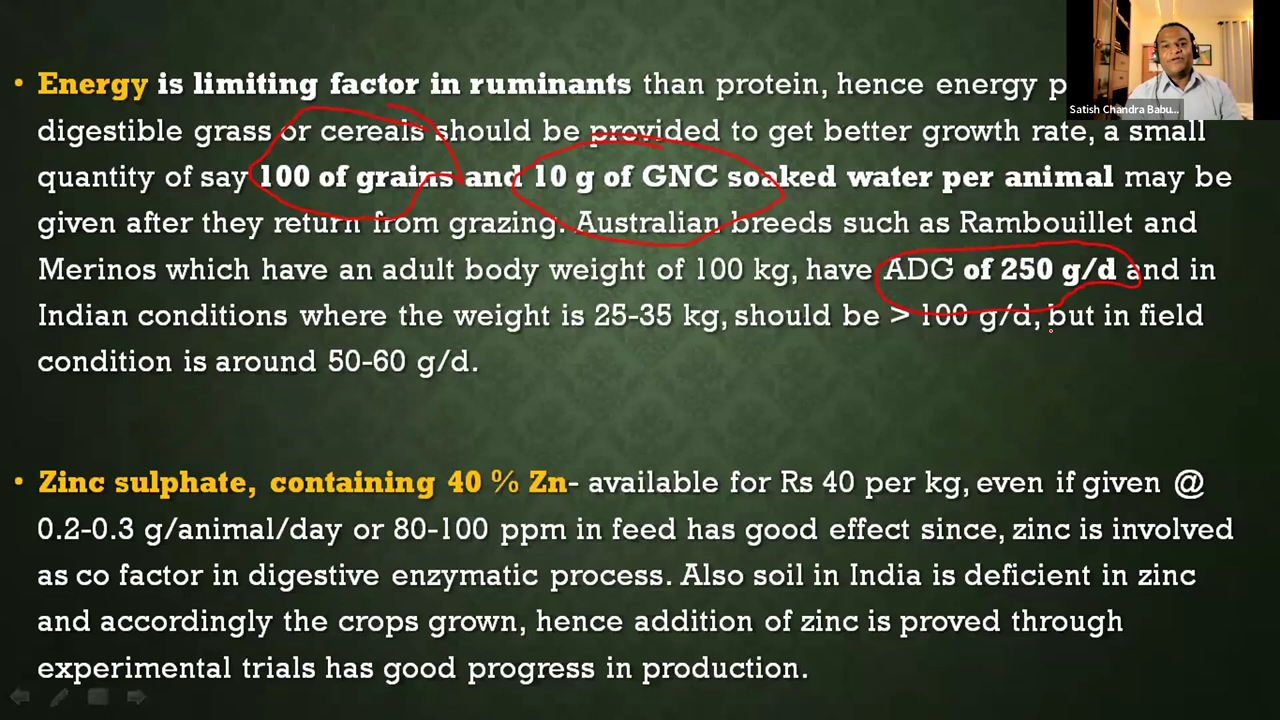 • Energy is limiting factor in ruminants than protein, hence energy p
digestible grass or cereals should be provided to get better growth rate, a small
quantity of say 100 of grains and 10 g of GNC soaked water per animal may be
given after they return from grazing. Australian breeds such as Rambouillet and
Merinos which have an adult body weight of 100 kg, have ADG of 250 g/d and in
Indian conditions where the weight is 25-35 kg, should be > 100 g/d, but in field
condition is around 50-60 g/d.
• Zinc sulphate, containing 40 % Zn- available for Rs 40 per kg, even if given @
0.2-0.3 g/animal/day or 80-100 ppm in feed has good effect since, zinc is involved
as co factor in digestive enzymatic process. Also soil in India is deficient in zinc
and accordingly the crops grown, hence addition of zinc is proved through
experimental trials has good progress in production.
Satish Chandra Babu...